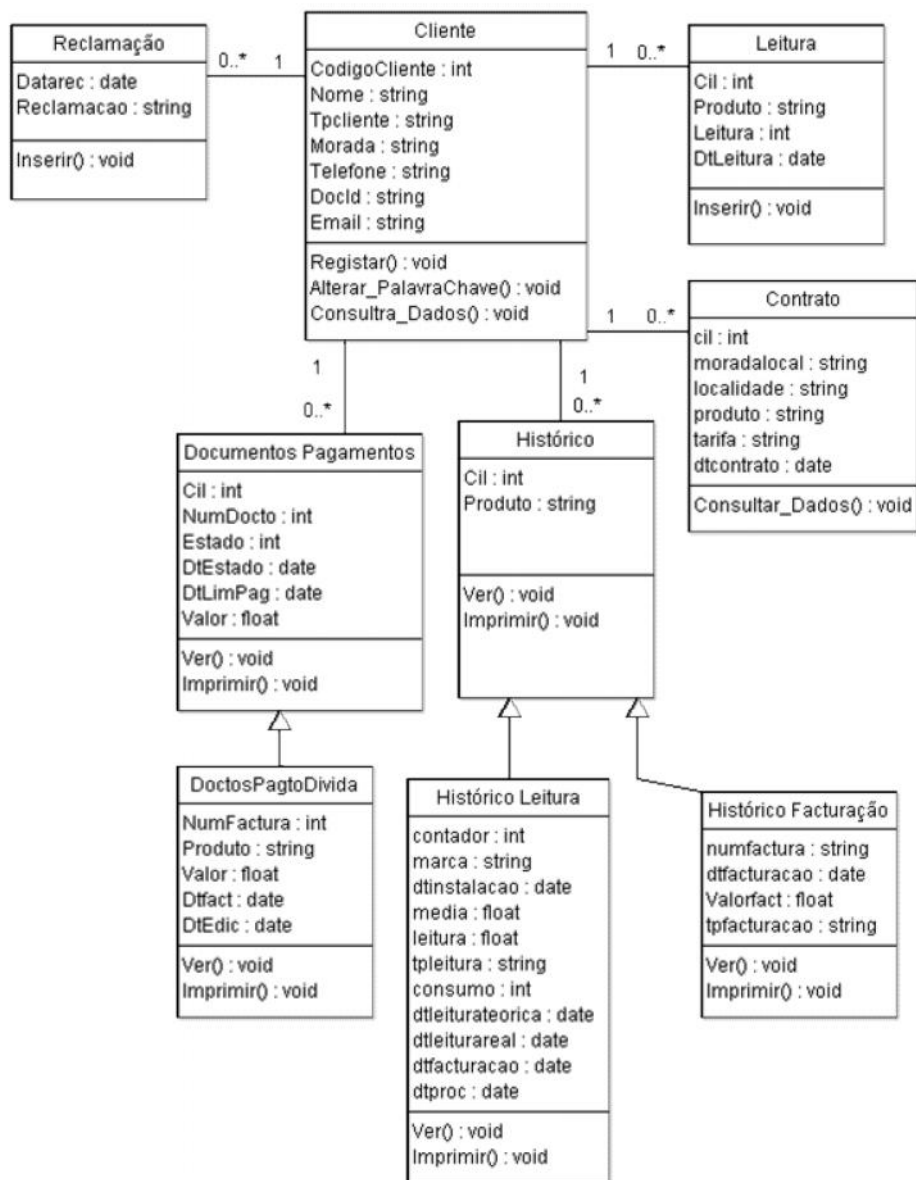 Reclamação
Datarec : date
Reclamacao : string
Inserir() : void
0..*
1
Cliente
CodigoCliente : int
Nome : string
Tpcliente : string
Morada : string
Telefone : string
DocId : string
Email : string
Registar() : void
Alterar_PalavraChave() : void
Consultra_Dados() : void
1
0..*
Leitura
Cil : int
Produto : string
Leitura : int
DtLeitura : date
Inserir() : void
1
0..*
Contrato
cil : int
moradalocal : string
localidade : string
produto : string
tarifa : string
dtcontrato : date
Consultar_Dados() : void
1
0..*
Documentos Pagamentos
Cil : int
NumDocto : int
Estado : int
DtEstado : date
DtLimPag : date
Valor : float
Ver() : void
Imprimir() : void
1
0..*
Histórico
Cil : int
Produto : string
Ver() : void
Imprimir() : void
DoctosPagtoDivida
NumFactura : int
Produto : string
Valor : float
Dtfact : date
DtEdic : date
Ver() : void
Imprimir() : void
Histórico Leitura
contador : int
marca : string
dtinstalacao : date
media : float
leitura : float
tpleitura : string
consumo : int
dtleiturateorica : date
dtleiturareal : date
dtfacturacao : date
dtproc : date
Ver() : void
Imprimir() : void
Histórico Facturação
numfactura : string
dtfacturacao : date
Valorfact : float
tpfacturacao : string
Ver() : void
Imprimir() : void